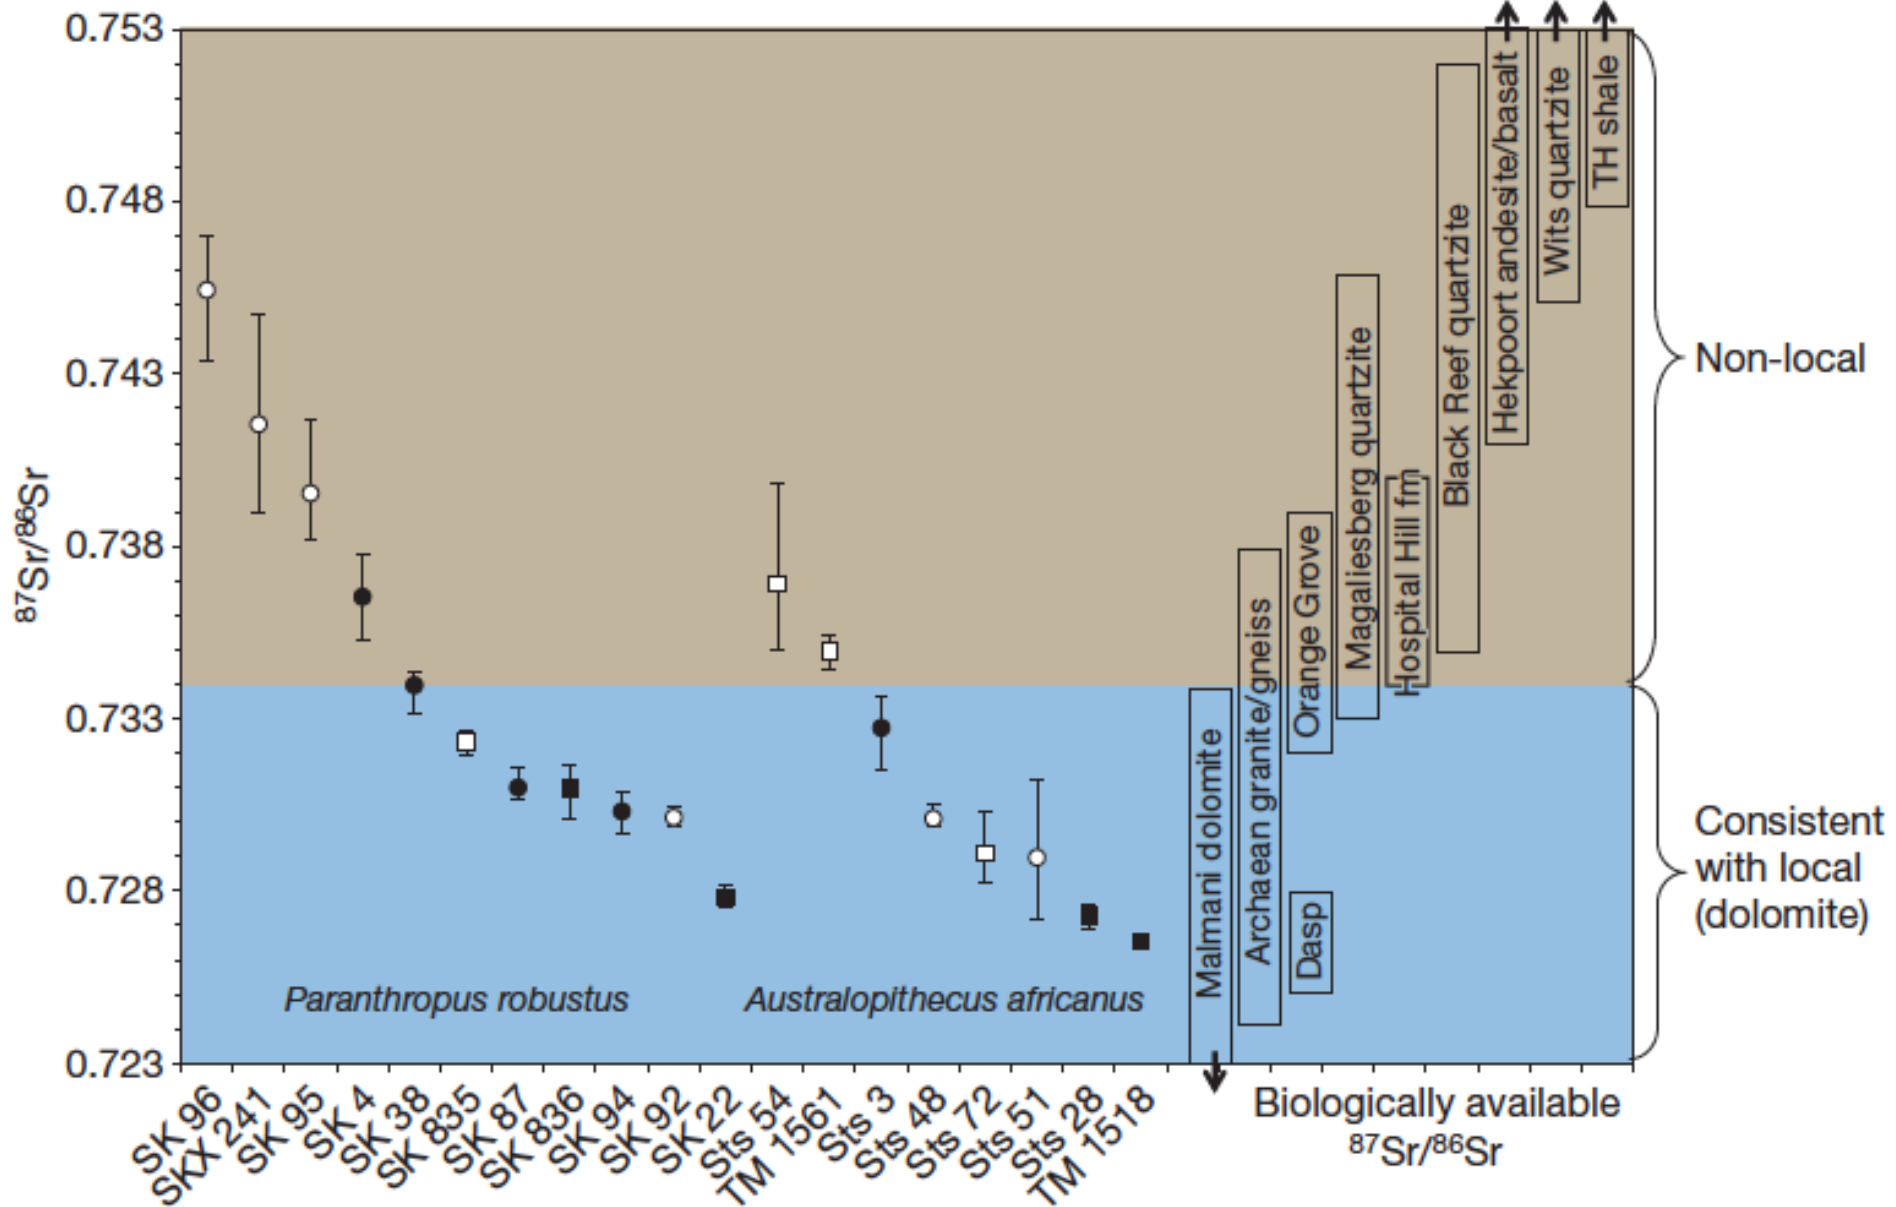 0.753
0.748
0.743
0.738
0.733
0.728
0.723
87Sr/86Sr
Paranthropus robustus
Australopithecus africanus
SK 96
SKX 241
SK 95
SK 4
SK 38
SK 835
SK 87
SK 836
SK 94
SK 92
SK 22
Sts 54
TM 1561
Sts 3
Sts 48
Sts 72
Sts 51
Sts 28
TM 1518
Malmani dolomite
Archaean granite/gneiss
Dasp
Orange Grove
Magaliesberg quartzite
Hospital Hill fm
Black Reef quartzite
Hekpoort andesite/basalt
Wits quartzite
TH shale
Biologically available
87Sr/86Sr
Non-local
Consistent
with local
(dolomite)